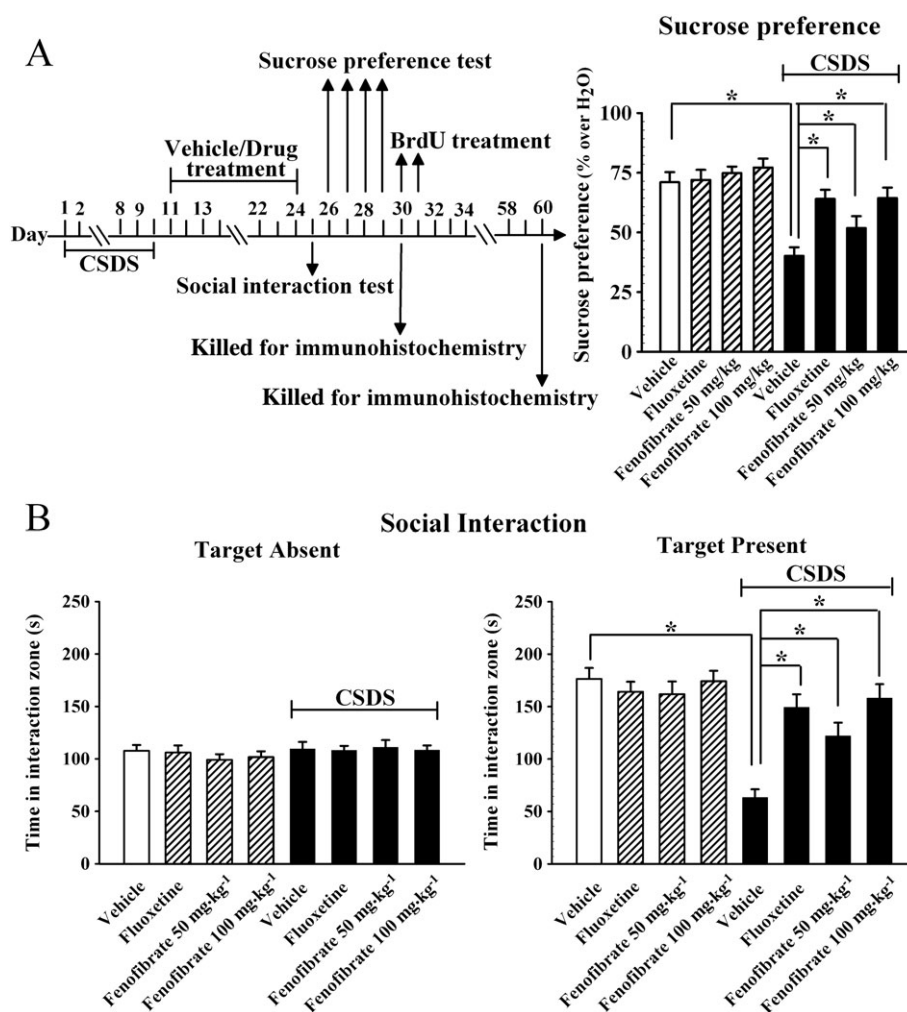 A
Sucrose preference test
Vehicle/Drug
treatment
BrdU treatment
1 2 8 9 11 13 22 24 26 28 30 32 34 58 60
Day
CSDS
Social interaction test
Killed for immunohistochemistry
Killed for immunohistochemistry
Sucrose preference
CSDS
Sucrose preference (% over H₂O)
100
75
50
25
0
* * * *
Vehicle
Fluoxetine
Fenofibrate 50 mg/kg
Fenofibrate 100 mg/kg
Vehicle
Fluoxetine
Fenofibrate 50 mg/kg
Fenofibrate 100 mg/kg
B
Social Interaction
Target Absent
Time in interaction zone (s)
250
200
150
100
50
0
CSDS
Vehicle
Fluoxetine
Fenofibrate 50 mg·kg⁻¹
Fenofibrate 100 mg·kg⁻¹
Vehicle
Fluoxetine
Fenofibrate 50 mg·kg⁻¹
Fenofibrate 100 mg·kg⁻¹
Target Present
CSDS
Time in interaction zone (s)
250
200
150
100
50
0
* * * *
Vehicle
Fluoxetine
Fenofibrate 50 mg·kg⁻¹
Fenofibrate 100 mg·kg⁻¹
Vehicle
Fluoxetine
Fenofibrate 50 mg·kg⁻¹
Fenofibrate 100 mg·kg⁻¹